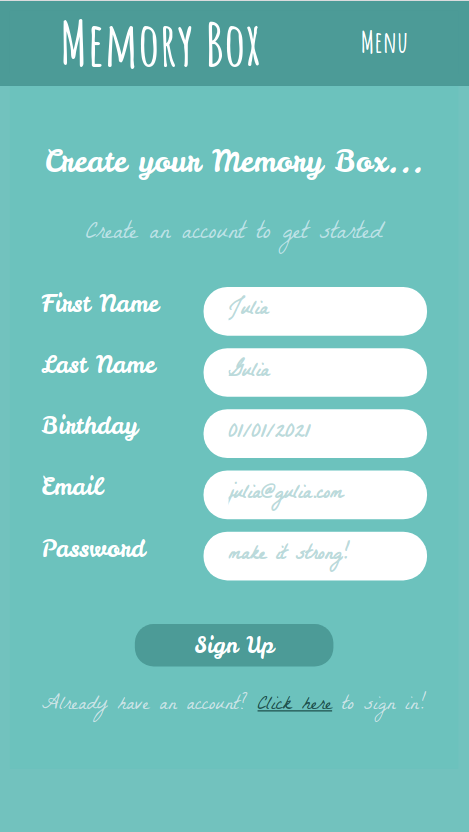 Memory Box
Menu
Create your Memory Box...
Create an account to get started
First Name
Julia
Last Name
Gulia
Birthday
01/01/2021
Email
julia@gulia.com
Password
make it strong!
Sign Up
Already have an account? Click here to sign in!